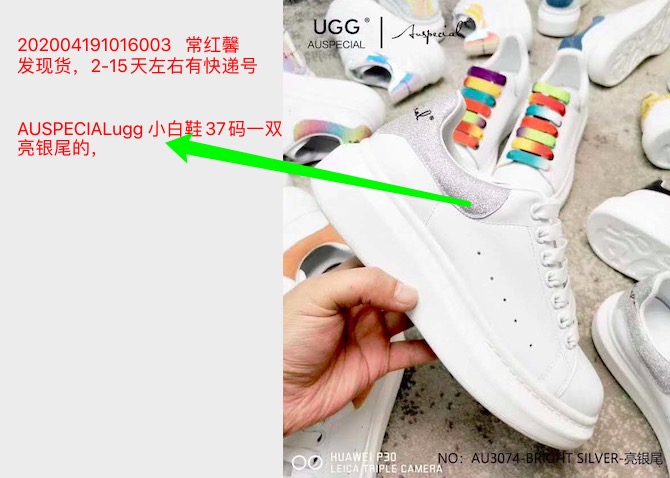 202004191016003 常红馨
发现货，2-15天左右有快递号
AUSPECIALugg 小白鞋37码一双
亮银尾的，
UGG®
AUSPECIAL
Auspecial
HUAWEI P30
LEICA TRIPLE CAMERA
NO：AU3074-BRIGHT SILVER-亮银尾